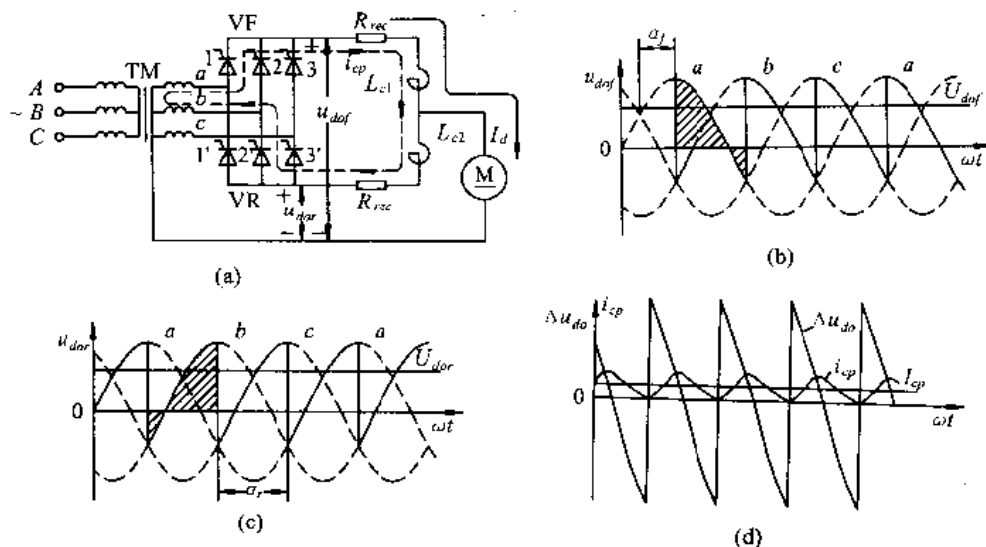 VF
R_rec
TM
1
a
2
3
i_cp
L_c1
A
~ B
b
u_dof
C
c
L_c2
I_d
1'
2'
3'
M
VR
+
u_dor
R_rec
(a)
α_f
u_dof
a
b
c
a
U_dof
0
ωt
(b)
u_dor
a
b
c
a
U_dor
0
ωt
α_r
(c)
Δu_do
i_cp
Δu_do
i_cp
I_cp
0
ωt
(d)